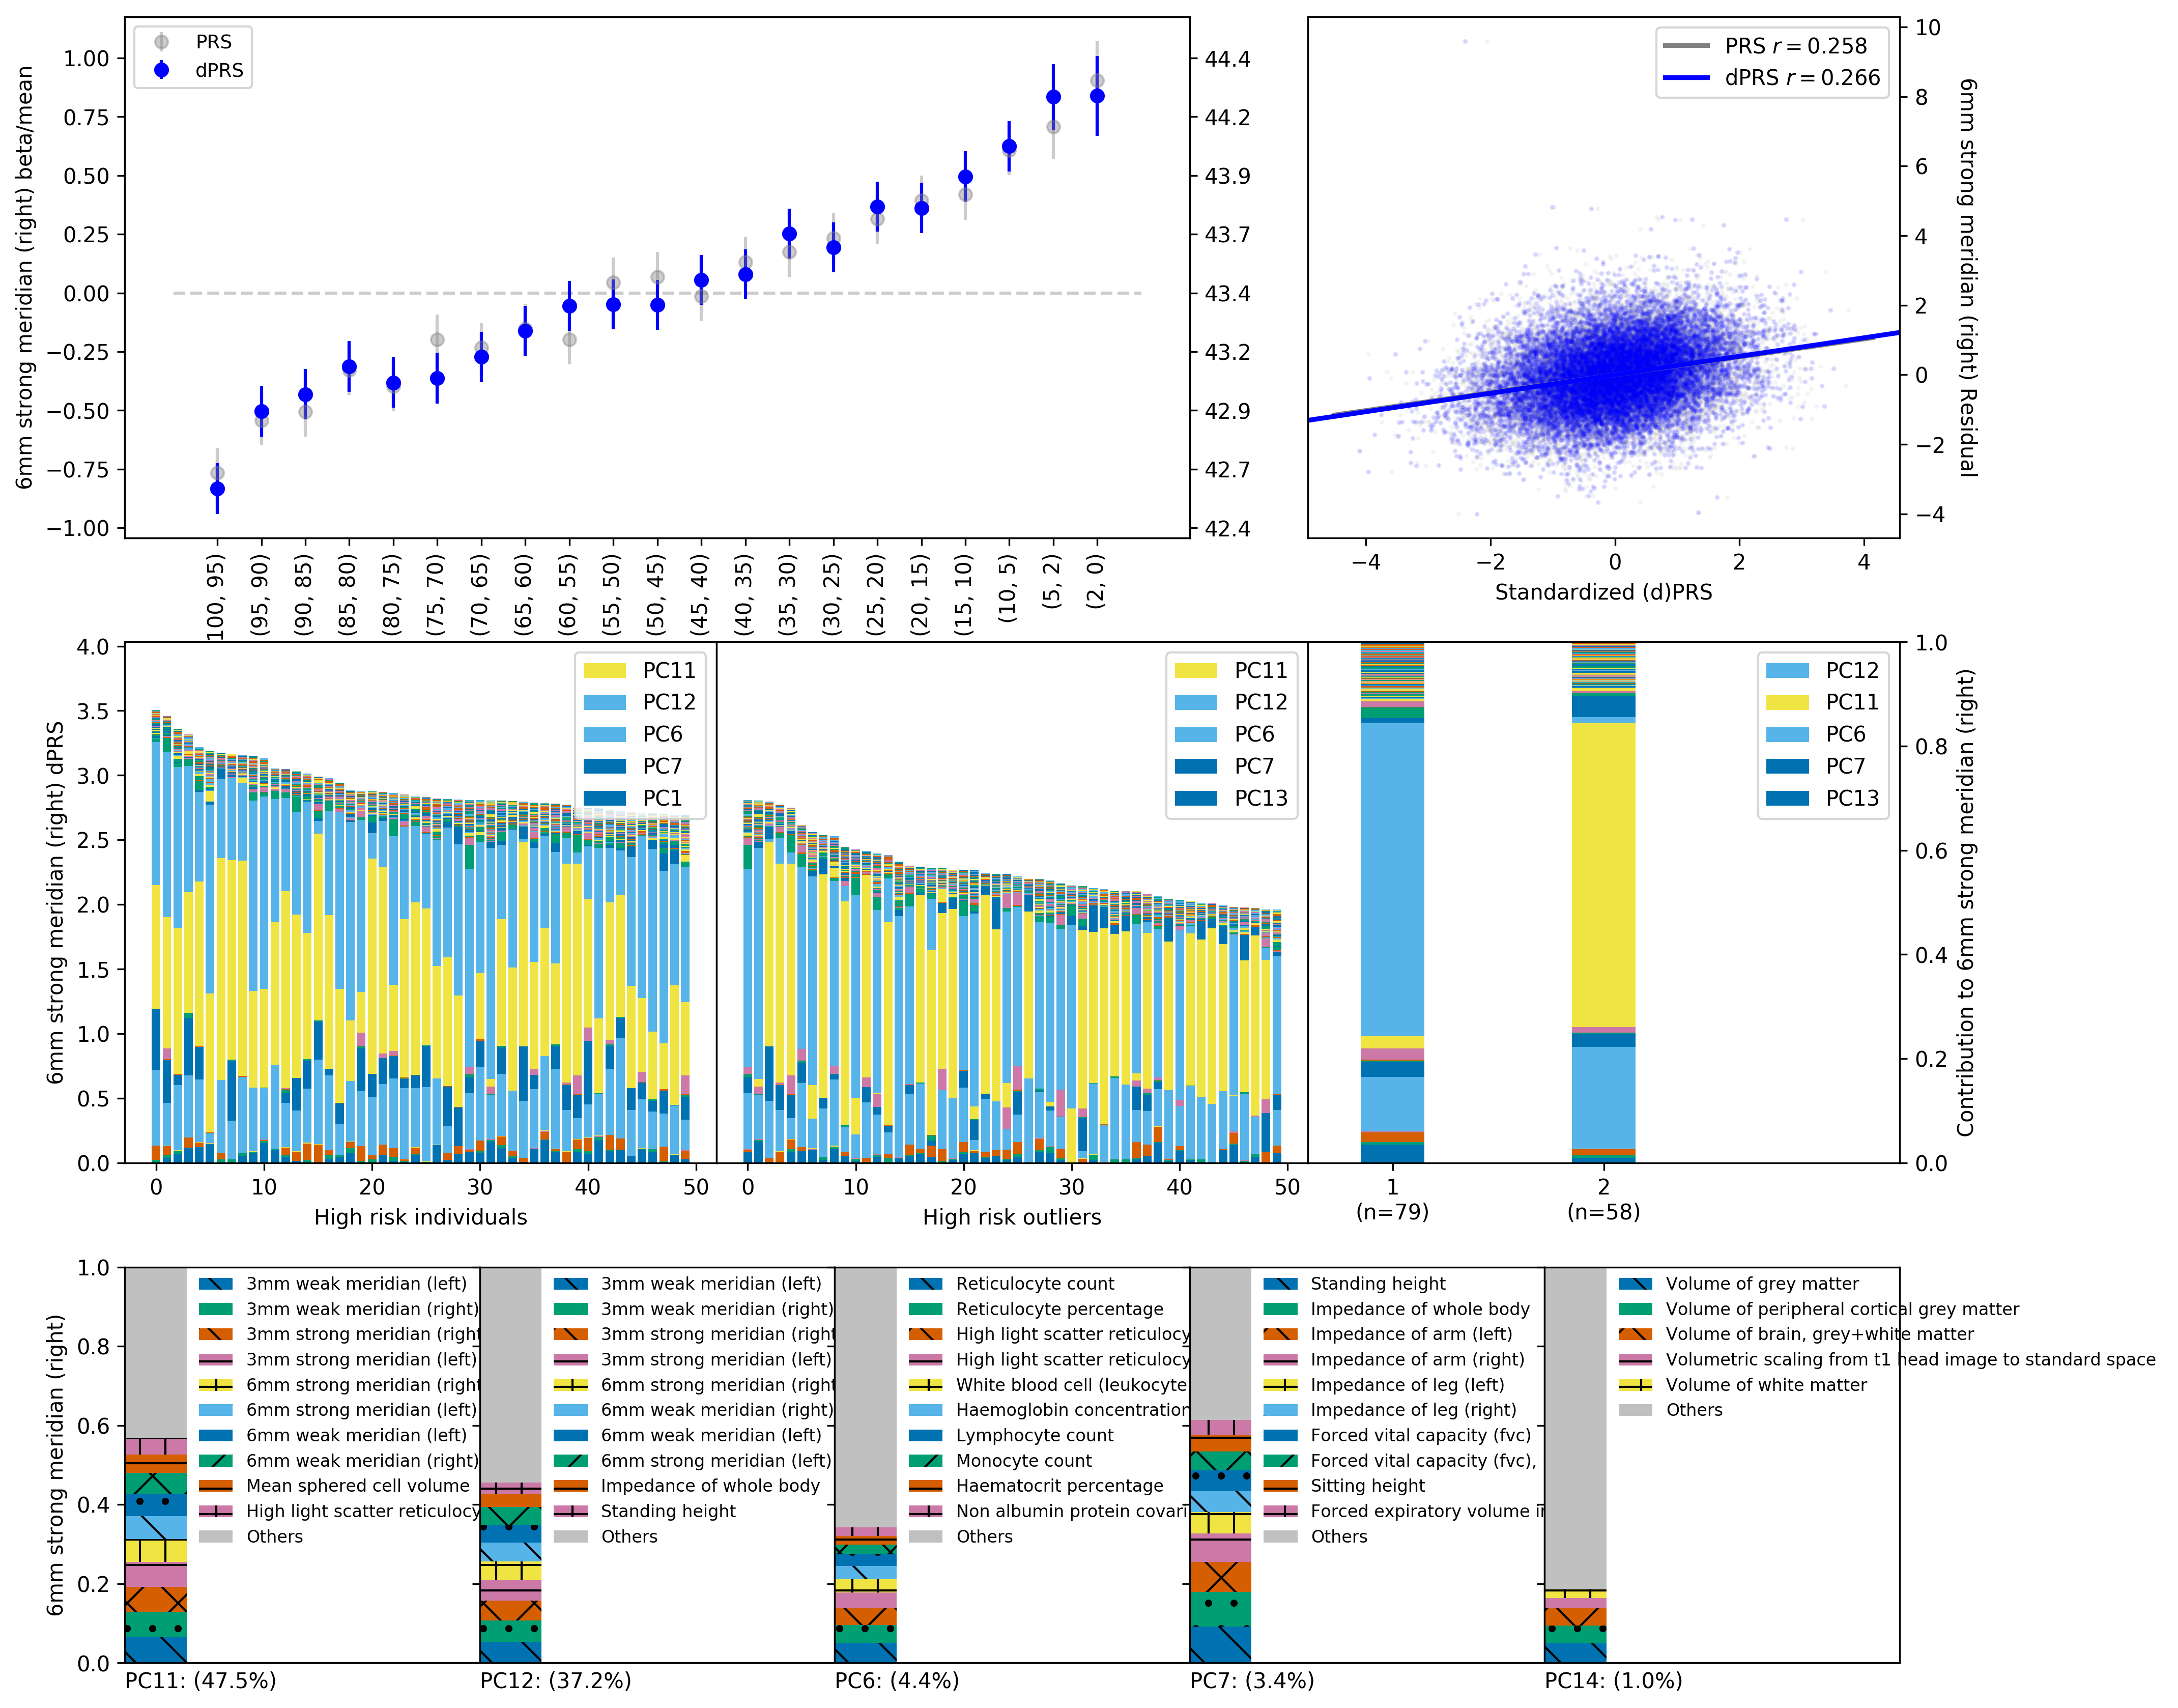 6mm strong meridian (right) beta/mean
1.00
0.75
0.50
0.25
0.00
−0.25
−0.50
−0.75
−1.00
PRS
dPRS
44.4
44.2
43.9
43.7
43.4
43.2
42.9
42.7
42.4
100, 95)
(95, 90)
(90, 85)
(85, 80)
(80, 75)
(75, 70)
(70, 65)
(65, 60)
(60, 55)
(55, 50)
(50, 45)
(45, 40)
(40, 35)
(35, 30)
(30, 25)
(25, 20)
(20, 15)
(15, 10)
(10, 5)
(5, 2)
(2, 0)
PRS r = 0.258
dPRS r = 0.266
10
8
6
4
2
0
−2
−4
6mm strong meridian (right) Residual
−4 −2 0 2 4
Standardized (d)PRS
6mm strong meridian (right) dPRS
4.0
3.5
3.0
2.5
2.0
1.5
1.0
0.5
0.0
PC11
PC12
PC6
PC7
PC1
0 10 20 30 40 50
High risk individuals
PC11
PC12
PC6
PC7
PC13
0 10 20 30 40 50
High risk outliers
PC12
PC11
PC6
PC7
PC13
1
(n=79)
2
(n=58)
1.0
0.8
0.6
0.4
0.2
0.0
Contribution to 6mm strong meridian (right)
6mm strong meridian (right)
1.0
0.8
0.6
0.4
0.2
0.0
3mm weak meridian (left)
3mm weak meridian (right)
3mm strong meridian (right
3mm strong meridian (left)
6mm strong meridian (right
6mm strong meridian (left)
6mm weak meridian (left)
6mm weak meridian (right)
Mean sphered cell volume
High light scatter reticulocy
Others
PC11: (47.5%)
3mm weak meridian (left)
3mm weak meridian (right)
3mm strong meridian (right
3mm strong meridian (left)
6mm strong meridian (right
6mm weak meridian (right)
6mm weak meridian (left)
6mm strong meridian (left)
Impedance of whole body
Standing height
Others
PC12: (37.2%)
Reticulocyte count
Reticulocyte percentage
High light scatter reticulocy
High light scatter reticulocy
White blood cell (leukocyte
Haemoglobin concentration
Lymphocyte count
Monocyte count
Haematocrit percentage
Non albumin protein covari
Others
PC6: (4.4%)
Standing height
Impedance of whole body
Impedance of arm (left)
Impedance of arm (right)
Impedance of leg (left)
Impedance of leg (right)
Forced vital capacity (fvc)
Forced vital capacity (fvc),
Sitting height
Forced expiratory volume i
Others
PC7: (3.4%)
Volume of grey matter
Volume of peripheral cortical grey matter
Volume of brain, grey+white matter
Volumetric scaling from t1 head image to standard space
Volume of white matter
Others
PC14: (1.0%)